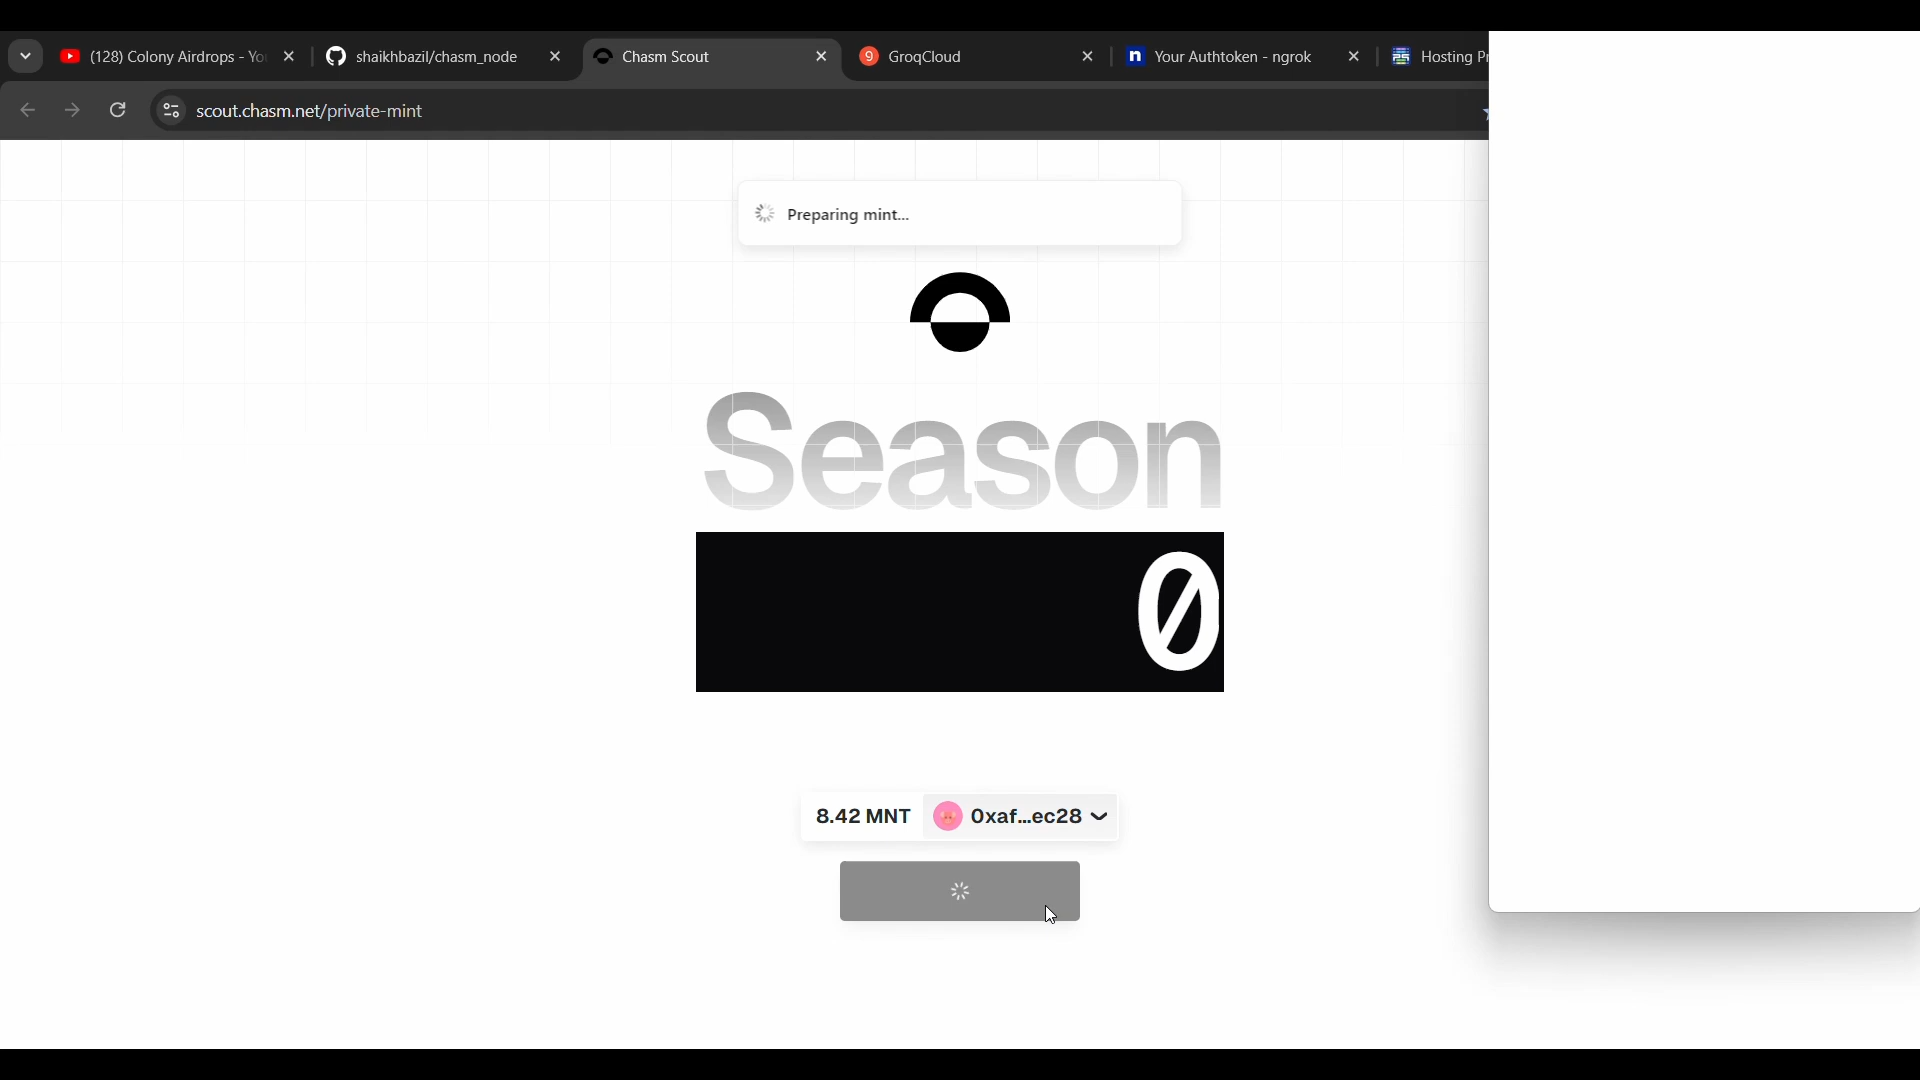 (128) Colony Airdrops - Yo
shaikhbazil/chasm_node
Chasm Scout
9
GroqCloud
n
Your Authtoken - ngrok
Hosting Pr
scout.chasm.net/private-mint
Preparing mint...
Season
0
8.42 MNT
0xaf...ec28